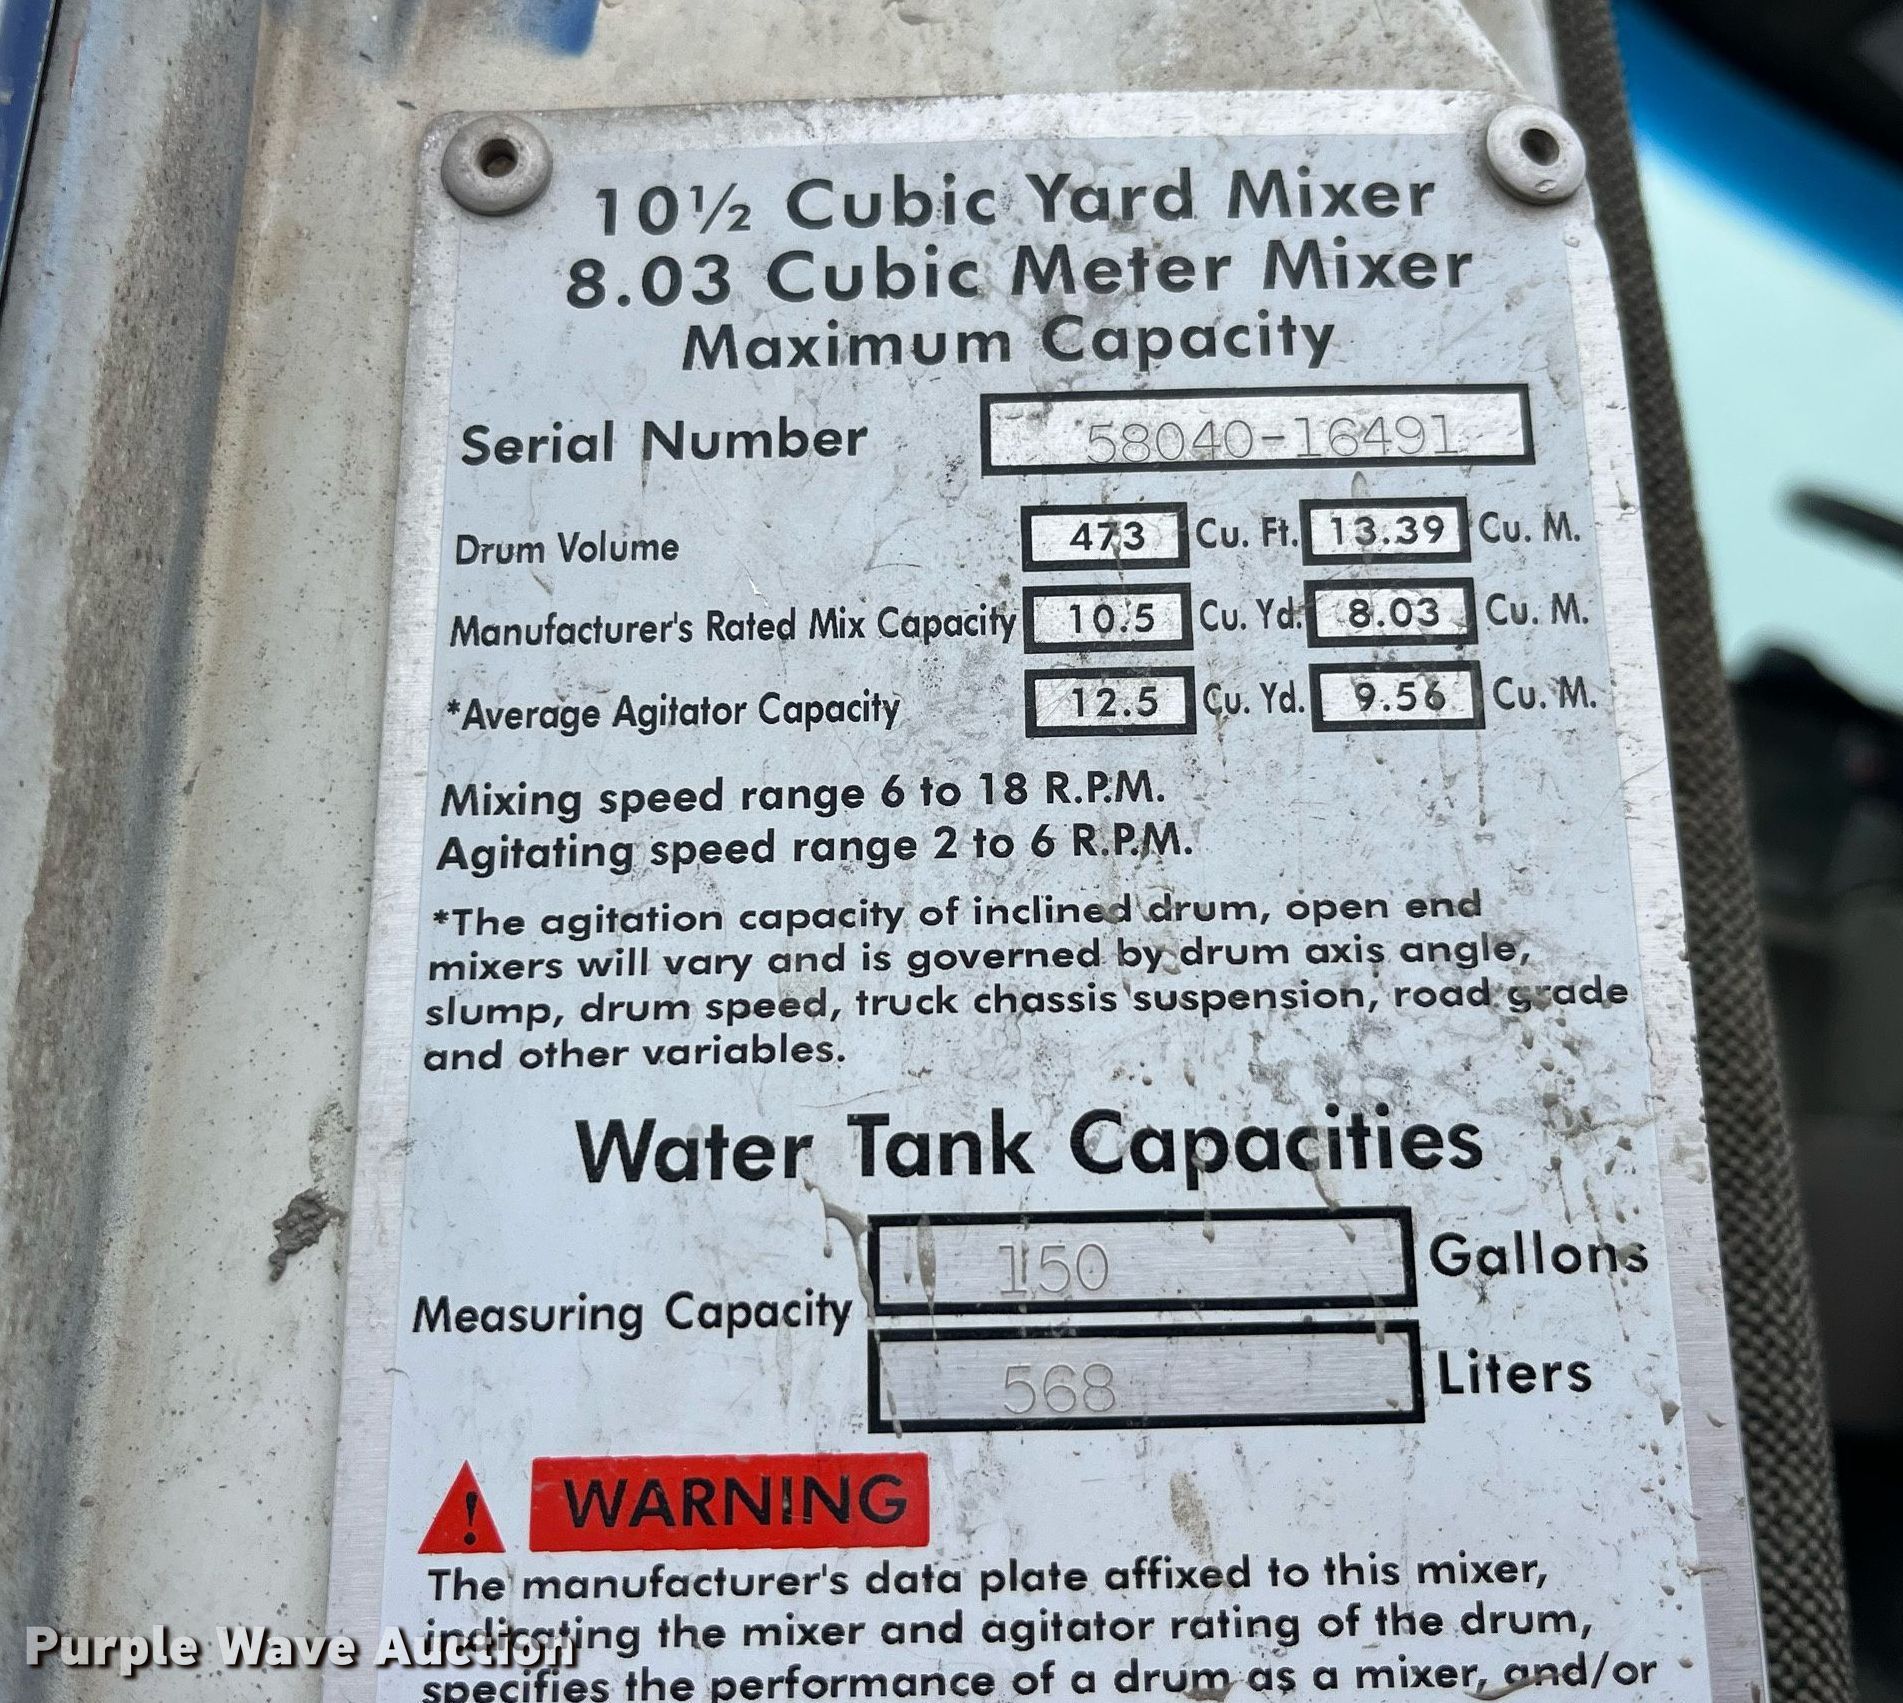 10½ Cubic Yard Mixer
8.03 Cubic Meter Mixer
Maximum Capacity
Serial Number 58040-16491
Drum Volume 473 Cu. Ft. 13.39 Cu. M.
Manufacturer's Rated Mix Capacity 10.5 Cu. Yd. 8.03 Cu. M.
*Average Agitator Capacity 12.5 Cu. Yd. 9.56 Cu. M.
Mixing speed range 6 to 18 R.P.M.
Agitating speed range 2 to 6 R.P.M.
*The agitation capacity of inclined drum, open end
mixers will vary and is governed by drum axis angle,
slump, drum speed, truck chassis suspension, road grade
and other variables.
Water Tank Capacities
Measuring Capacity 150 Gallons
568 Liters
! WARNING
The manufacturer's data plate affixed to this mixer,
indicating the mixer and agitator rating of the drum,
specifies the performance of a drum as a mixer, and/or
Purple Wave Auction